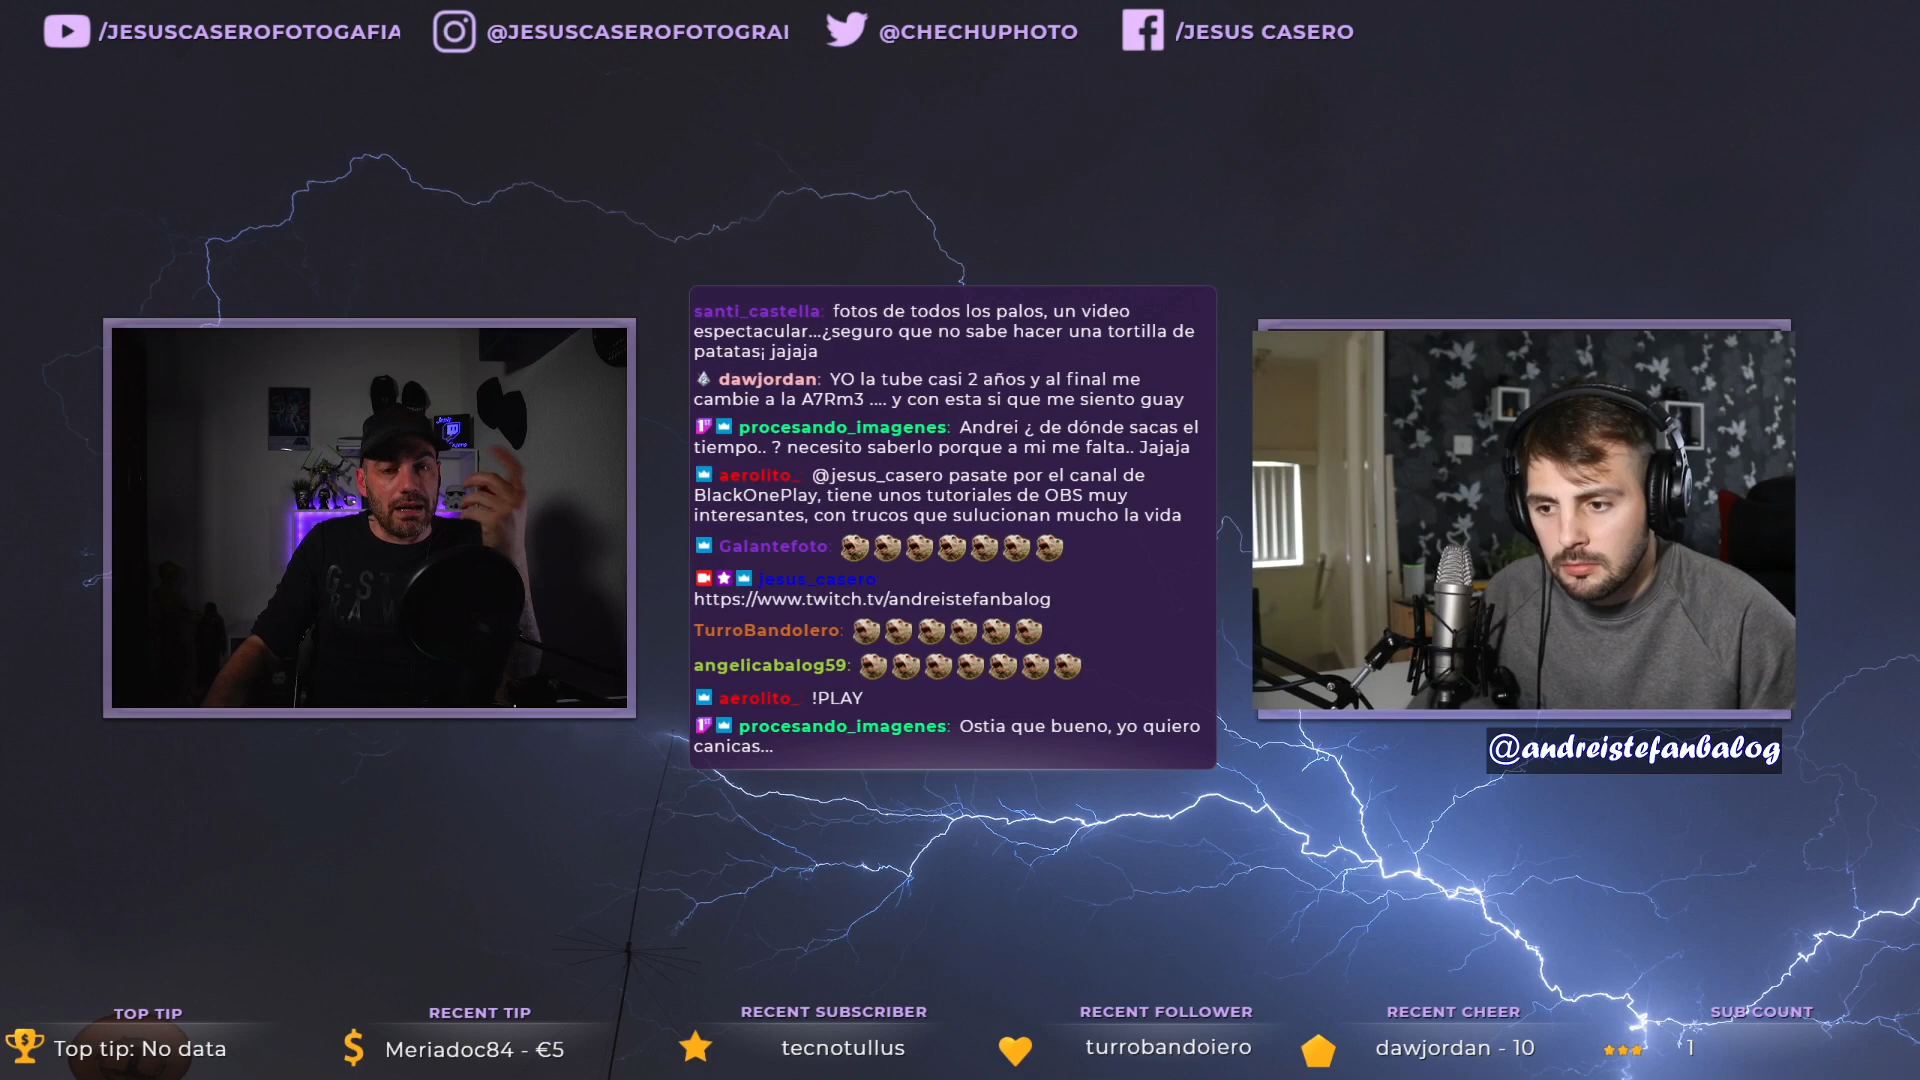 /JESUSCASEROFOTOGAFIA
@JESUSCASEROFOTOGRAI
@CHECHUPHOTO
/JESUS CASERO
santi_castella: fotos de todos los palos, un video
espectacular...¿seguro que no sabe hacer una tortilla de
patatas¡ jajaja
dawjordan: YO la tube casi 2 años y al final me
cambie a la A7Rm3 .... y con esta si que me siento guay
procesando_imagenes: Andrei ¿ de dónde sacas el
tiempo.. ? necesito saberlo porque a mi me falta.. Jajaja
aerolito_: @jesus_casero pasate por el canal de
BlackOnePlay, tiene unos tutoriales de OBS muy
interesantes, con trucos que sulucionan mucho la vida
Galantefoto:
jesus_casero:
https://www.twitch.tv/andreistefanbalog
TurroBandolero:
angelicabalog59:
aerolito_: !PLAY
procesando_imagenes: Ostia que bueno, yo quiero
canicas...
@andreistefanbalog
TOP TIP
Top tip: No data
RECENT TIP
Meriadoc84 - €5
RECENT SUBSCRIBER
tecnotullus
RECENT FOLLOWER
turrobandoiero
RECENT CHEER
dawjordan - 10
SUB COUNT
1